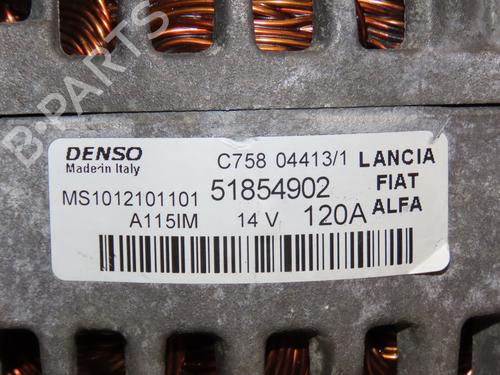 B-PARTS
DENSO
Made in Italy
C758 04413/1
LANCIA
MS1012101101
51854902
FIAT
A115IM
14 V
120A
ALFA